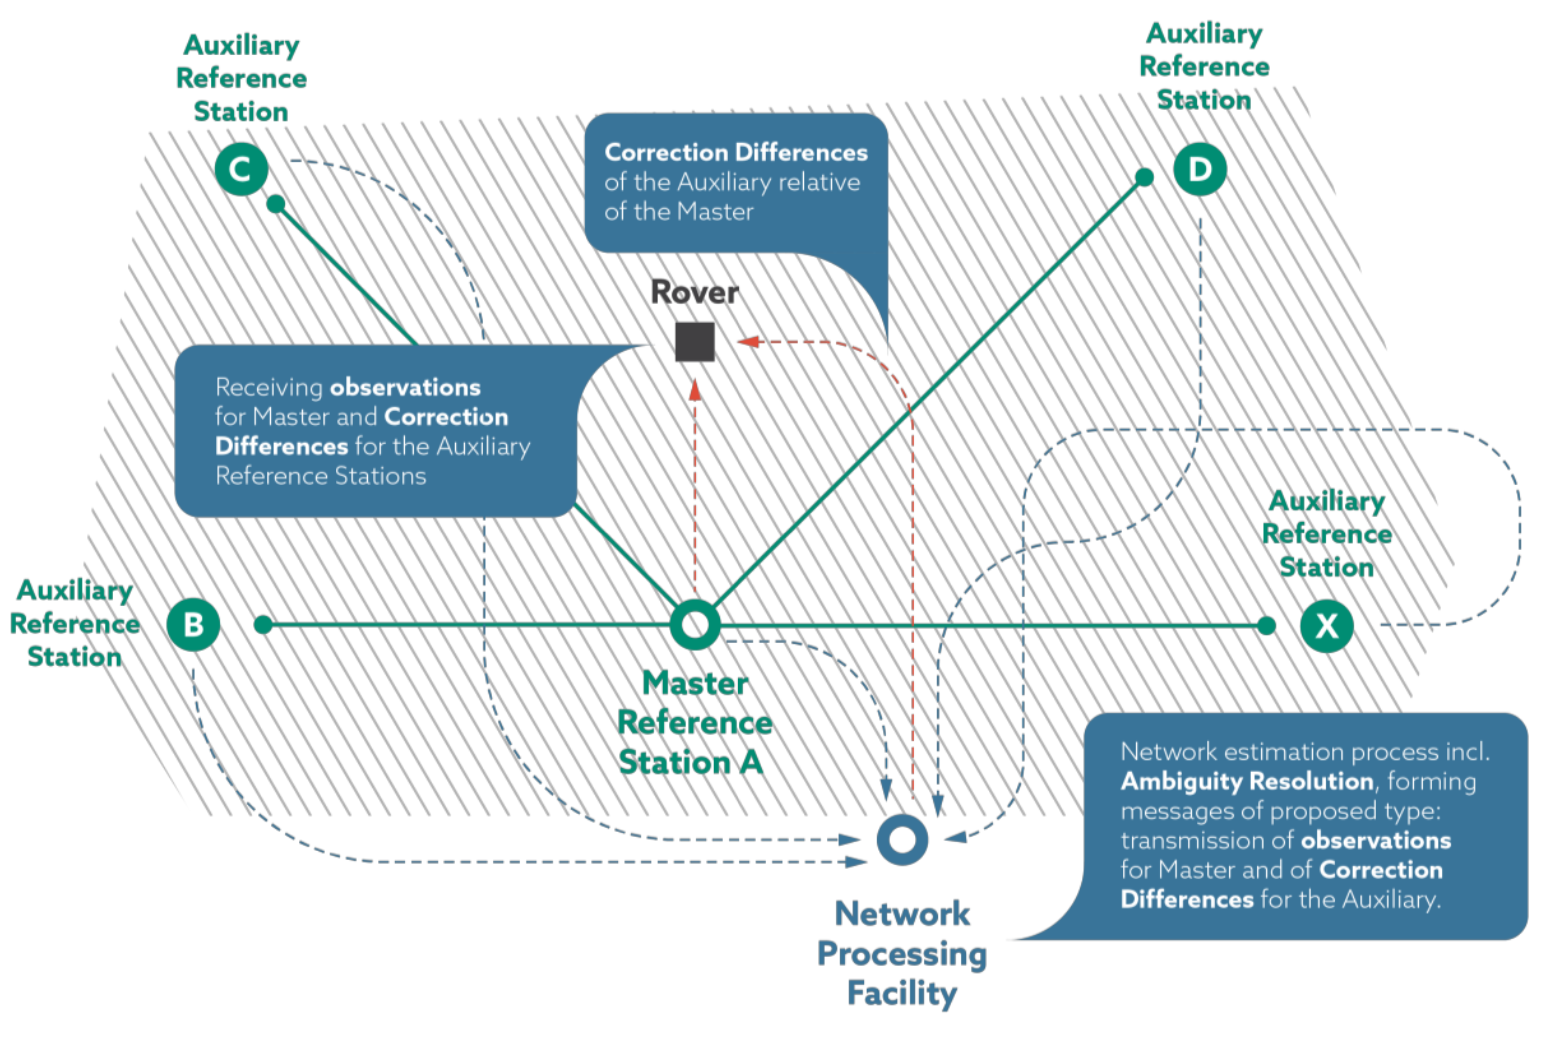 Auxiliary
Reference
Station
C
Auxiliary
Reference
Station
D
Correction Differences
of the Auxiliary relative
of the Master
Rover
Receiving observations
for Master and Correction
Differences for the Auxiliary
Reference Stations
Auxiliary
Reference
Station
X
Auxiliary
Reference
Station
B
Master
Reference
Station A
Network estimation process incl.
Ambiguity Resolution, forming
messages of proposed type:
transmission of observations
for Master and of Correction
Differences for the Auxiliary.
Network
Processing
Facility